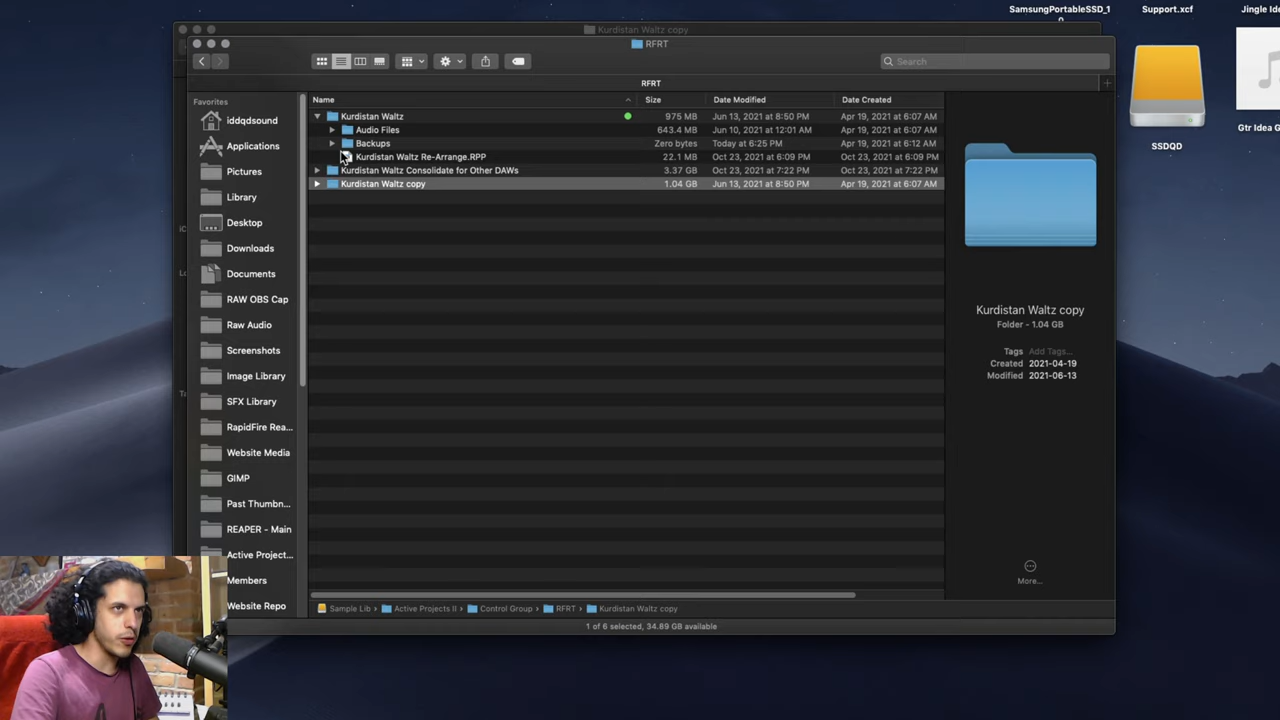 SamsungPortableSSD_1
Support.xcf
Jingle Ide
Kurdistan Waltz copy
RFRT
Search
RFRT
Favorites
iddqdsound
Applications
Pictures
Library
Desktop
Downloads
Documents
RAW OBS Cap
Raw Audio
Screenshots
Image Library
SFX Library
RapidFire Rea...
Website Media
GIMP
Past Thumbn...
REAPER - Main
Active Project...
Members
Website Repo
Name Size Date Modified Date Created
Kurdistan Waltz 975 MB Jun 13, 2021 at 8:50 PM Apr 19, 2021 at 6:07 AM
Audio Files 643.4 MB Jun 10, 2021 at 12:01 AM Apr 19, 2021 at 6:07 AM
Backups Zero bytes Today at 6:25 PM Apr 19, 2021 at 6:12 AM
Kurdistan Waltz Re-Arrange.RPP 22.1 MB Oct 23, 2021 at 6:09 PM Oct 23, 2021 at 6:09 PM
Kurdistan Waltz Consolidate for Other DAWs 3.37 GB Oct 23, 2021 at 7:22 PM Oct 23, 2021 at 7:22 PM
Kurdistan Waltz copy 1.04 GB Jun 13, 2021 at 8:50 PM Apr 19, 2021 at 6:07 AM
Kurdistan Waltz copy
Folder - 1.04 GB
Tags Add Tags...
Created 2021-04-19
Modified 2021-06-13
More...
SSDQD
Gtr Idea G
Sample Lib › Active Projects II › Control Group › RFRT › Kurdistan Waltz copy
1 of 6 selected, 34.89 GB available